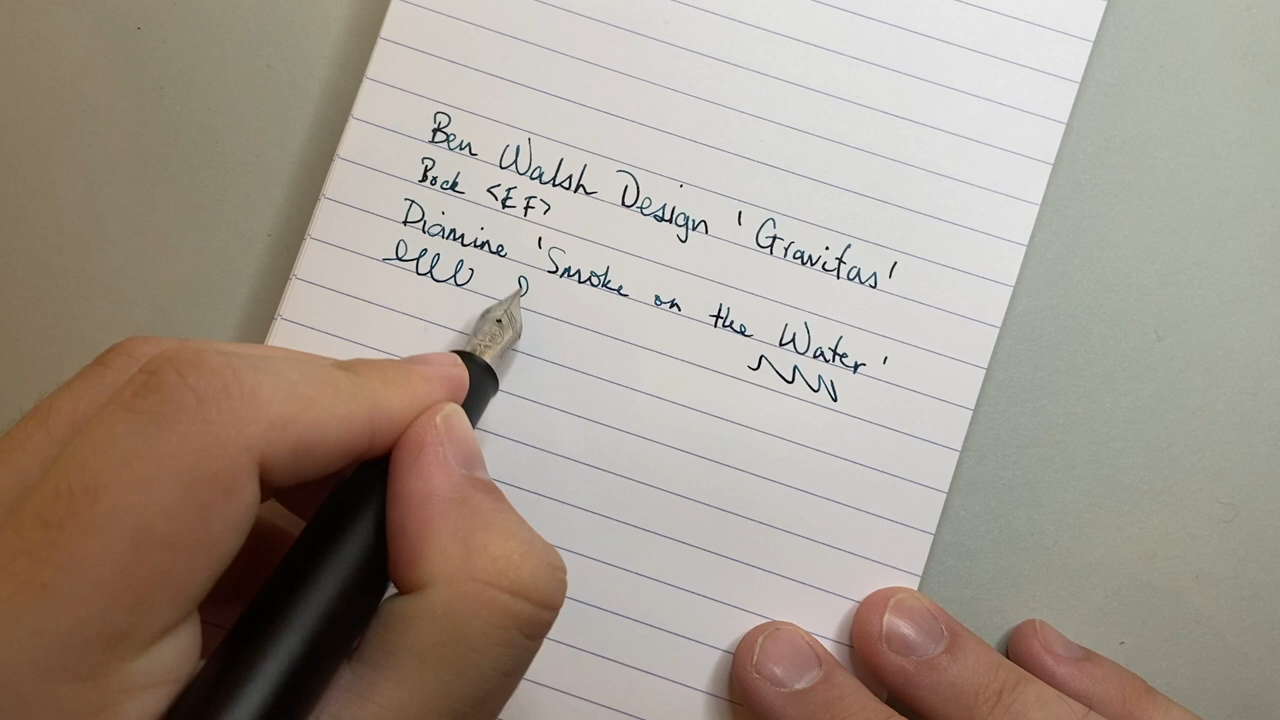 Ben Walsh Design 'Gravitas'
Bock <EF>
Diamine 'Smoke on the Water'